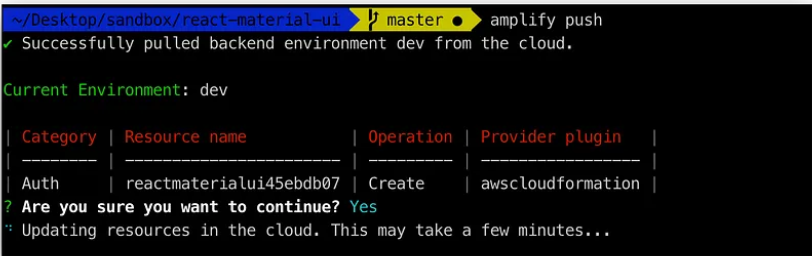 ~/Desktop/sandbox/react-material-ui master ● amplify push
✔ Successfully pulled backend environment dev from the cloud.
Current Environment: dev
| Category | Resource name | Operation | Provider plugin |
| -------- | ----------------------- | --------- | ----------------- |
| Auth | reactmaterialui45ebdb07 | Create | awscloudformation |
? Are you sure you want to continue? Yes
⠙ Updating resources in the cloud. This may take a few minutes...